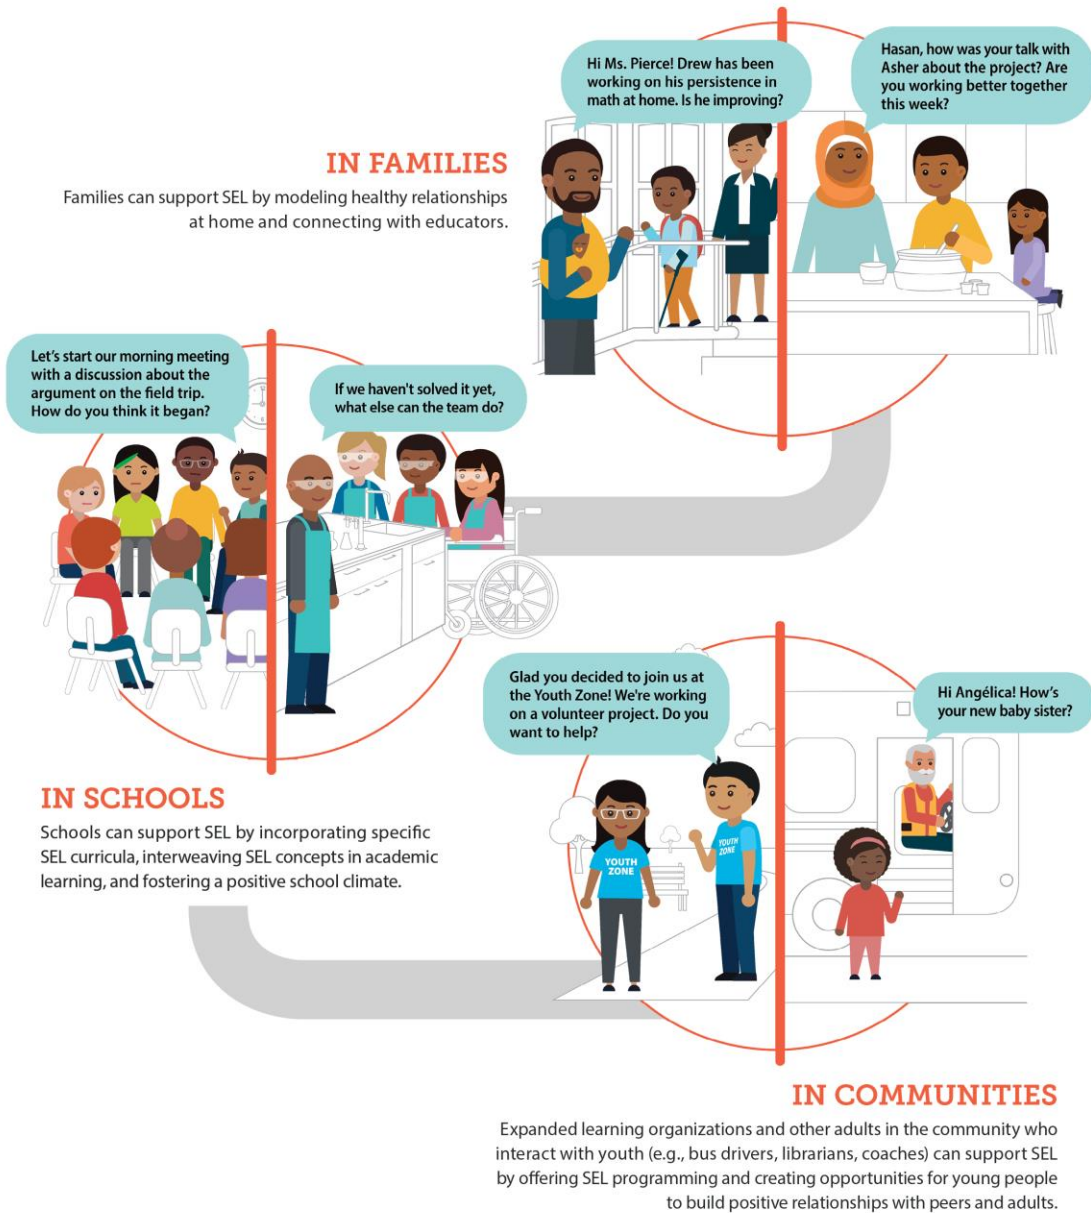 Hi Ms. Pierce! Drew has been
working on his persistence in
math at home. Is he improving?
Hasan, how was your talk with
Asher about the project? Are
you working better together
this week?
IN FAMILIES
Families can support SEL by modeling healthy relationships
at home and connecting with educators.
Let's start our morning meeting
with a discussion about the
argument on the field trip.
How do you think it began?
If we haven't solved it yet,
what else can the team do?
IN SCHOOLS
Schools can support SEL by incorporating specific
SEL curricula, interweaving SEL concepts in academic
learning, and fostering a positive school climate.
Glad you decided to join us at
the Youth Zone! We're working
on a volunteer project. Do you
want to help?
Hi Angélica! How's
your new baby sister?
YOUTH
ZONE
YOUTH
ZONE
IN COMMUNITIES
Expanded learning organizations and other adults in the community who
interact with youth (e.g., bus drivers, librarians, coaches) can support SEL
by offering SEL programming and creating opportunities for young people
to build positive relationships with peers and adults.